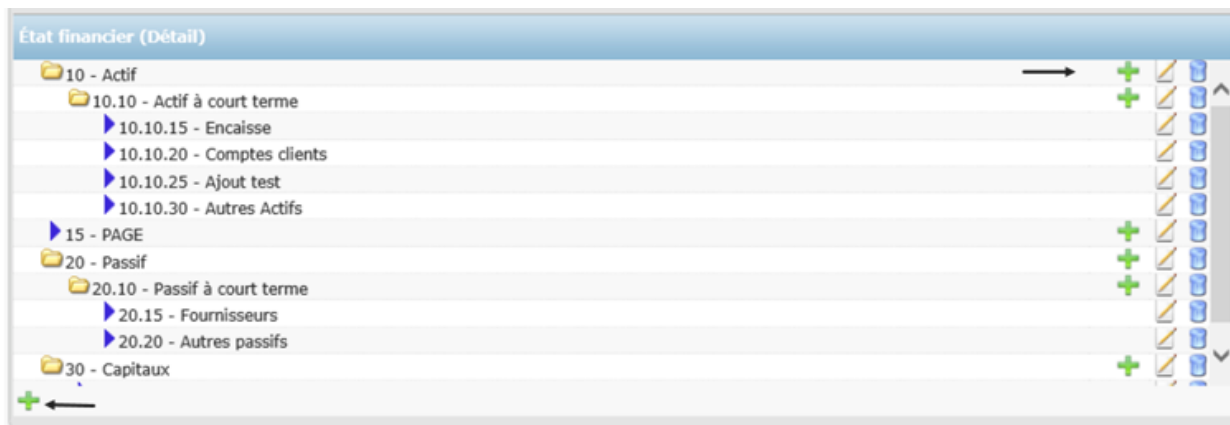 État financier (Détail)
10 - Actif
10.10 - Actif à court terme
10.10.15 - Encaisse
10.10.20 - Comptes clients
10.10.25 - Ajout test
10.10.30 - Autres Actifs
15 - PAGE
20 - Passif
20.10 - Passif à court terme
20.15 - Fournisseurs
20.20 - Autres passifs
30 - Capitaux